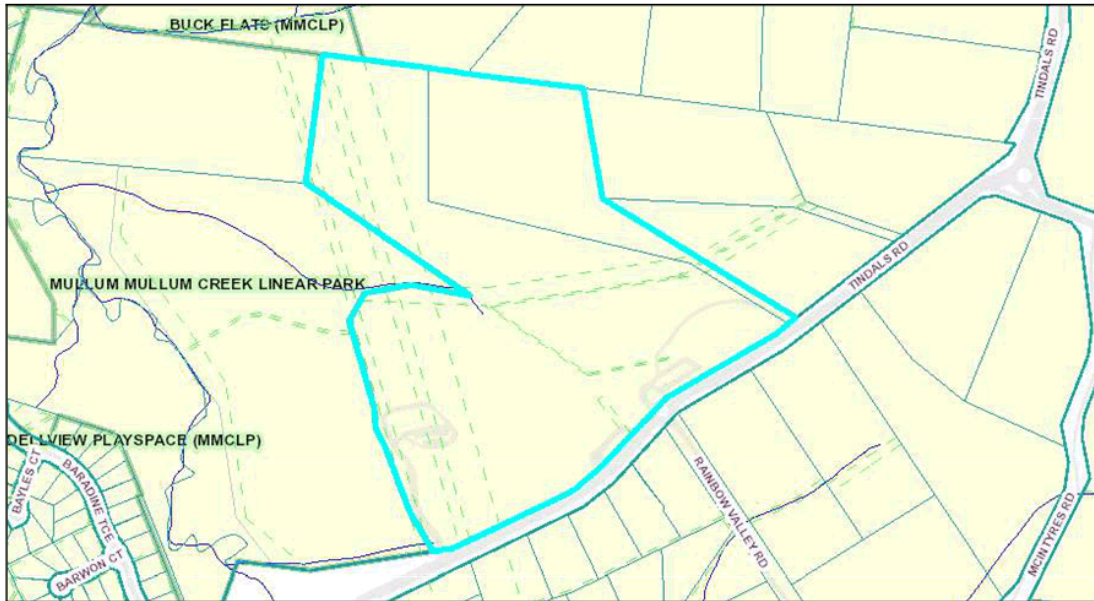 BUCK FLATS (MMCLP)
TINDALS RD
MULLUM MULLUM CREEK LINEAR PARK
TINDALS RD
DELLVIEW PLAYSPACE (MMCLP)
BAYLES CT
BARADINE TCE
BARWON CT
RAINBOW VALLEY RD
MCINTYRES RD